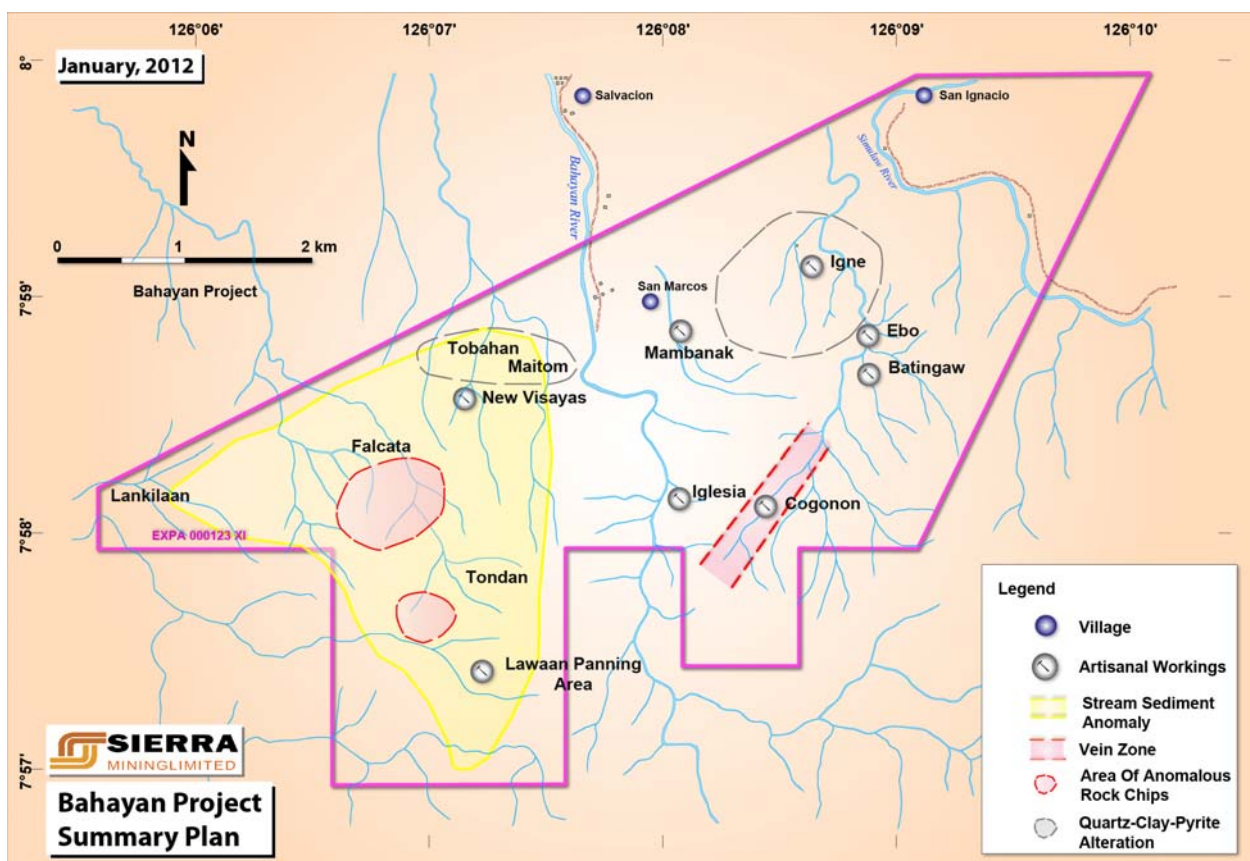 126°06' 126°07' 126°08' 126°09' 126°10'
8°
January, 2012
Salvacion
San Ignacio
N
Bahayan River
Simulaw River
0 1 2 km
Bahayan Project
Igne
7°59'
San Marcos
Mambanak
Ebo
Tobahan
Maitom
Batingaw
New Visayas
Falcata
Lankilaan
Iglesia
Cogonon
7°58'
EXPA 000123 XI
Tondan
Lawaan Panning
Area
7°57'
SIERRA
MININGLIMITED
Bahayan Project
Summary Plan
Legend
Village
Artisanal Workings
Stream Sediment
Anomaly
Vein Zone
Area Of Anomalous
Rock Chips
Quartz-Clay-Pyrite
Alteration